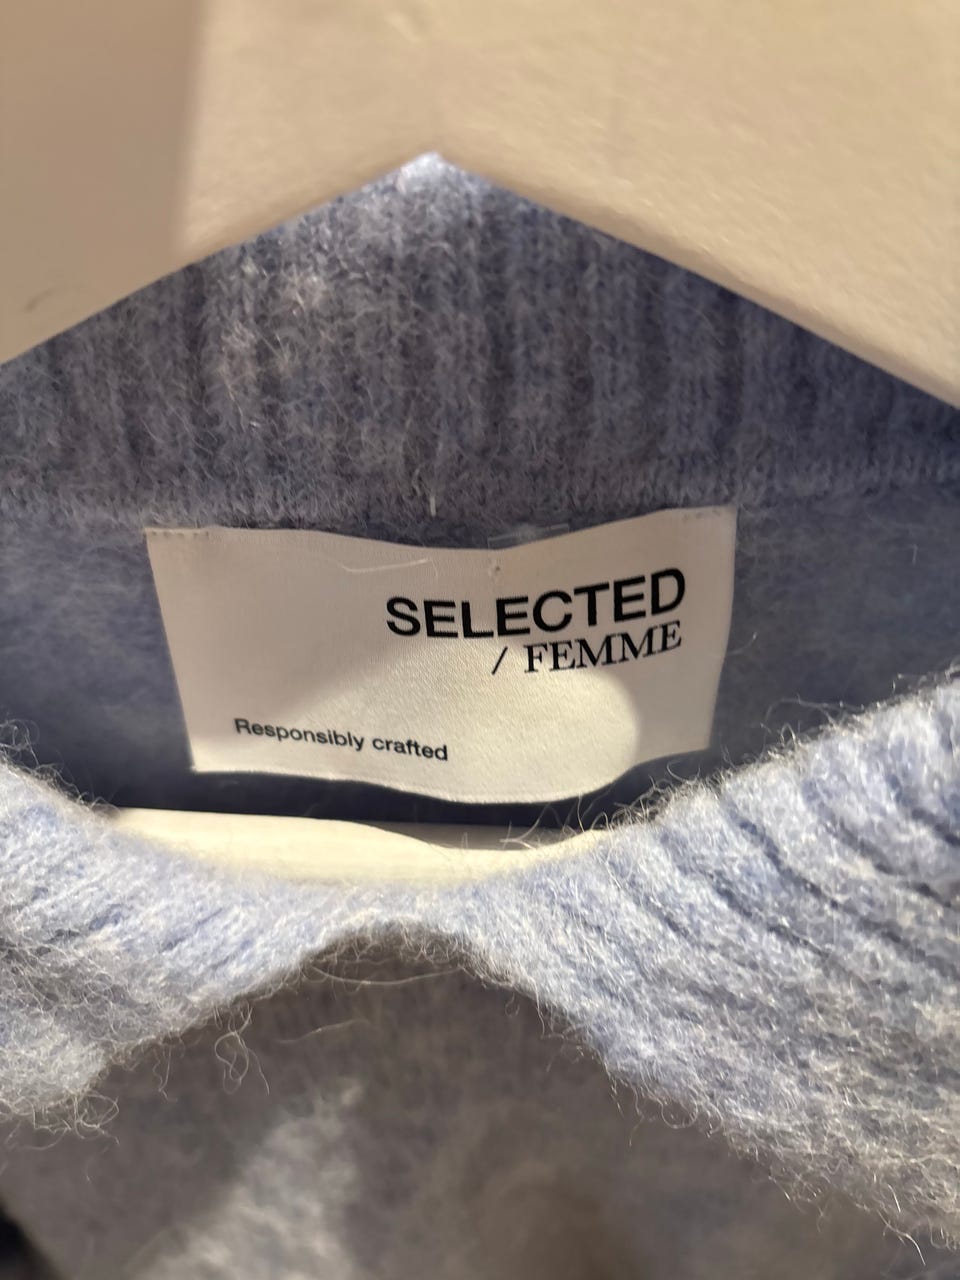 SELECTED
/ FEMME
Responsibly crafted